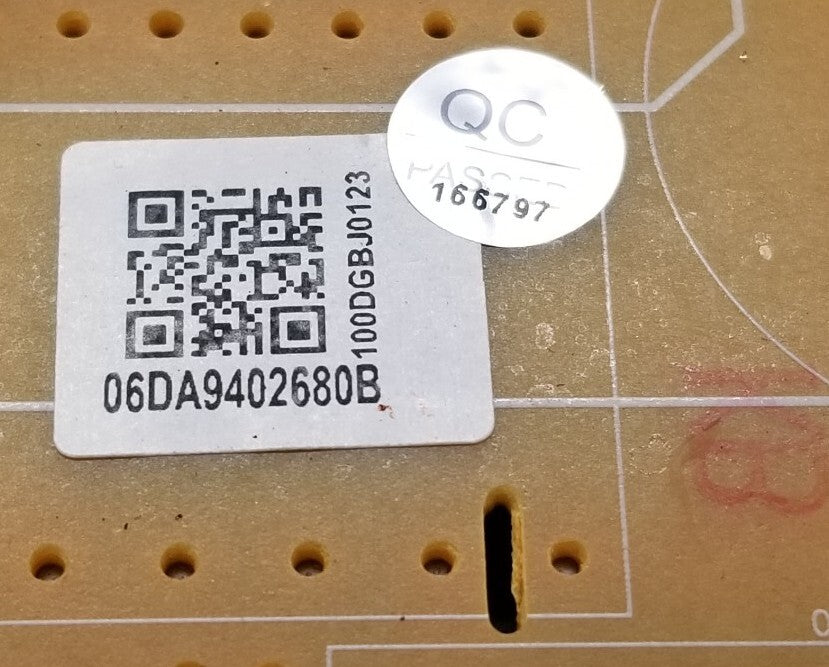 QC
PASSED
166797
100DGBJ0123
06DA9402680B